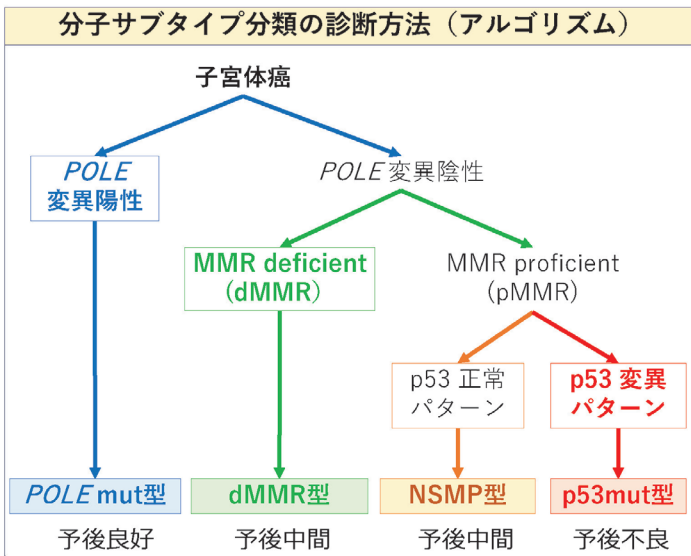 分子サブタイプ分類の診断方法（アルゴリズム）
子宮体癌
POLE
変異陽性
POLE 変異陰性
MMR deficient
(dMMR)
MMR proficient
(pMMR)
p53 正常
パターン
p53 変異
パターン
POLE mut型
dMMR型
NSMP型
p53mut型
予後良好
予後中間
予後中間
予後不良